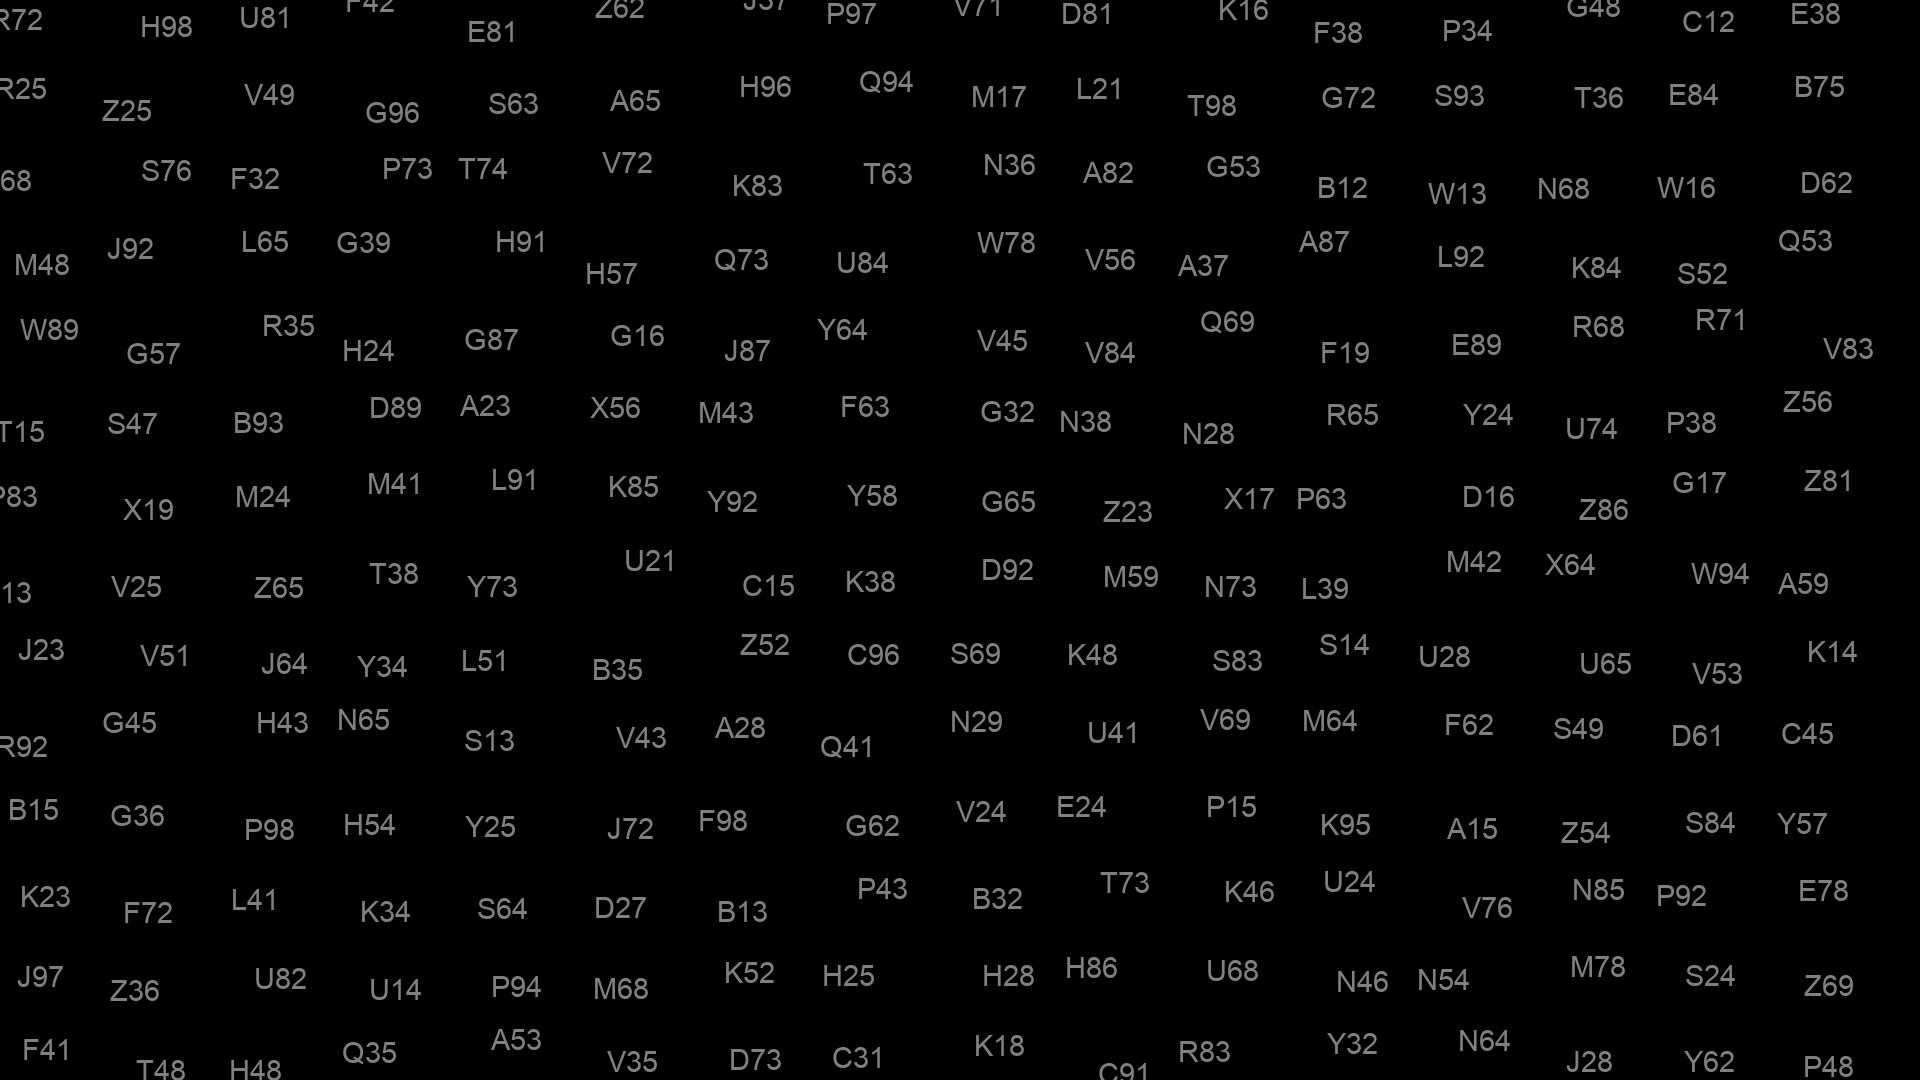 R72 H98 U81 F42 E81 Z62 J37 P97 V71 D81 K16 F38 P34 G48 C12 E38
R25 Z25 V49 G96 S63 A65 H96 Q94 M17 L21 T98 G72 S93 T36 E84 B75
68 S76 F32 P73 T74 V72 K83 T63 N36 A82 G53 B12 W13 N68 W16 D62
M48 J92 L65 G39 H91 H57 Q73 U84 W78 V56 A37 A87 L92 K84 S52 Q53
W89 G57 R35 H24 G87 G16 J87 Y64 V45 V84 Q69 F19 E89 R68 R71 V83
T15 S47 B93 D89 A23 X56 M43 F63 G32 N38 N28 R65 Y24 U74 P38 Z56
P83 X19 M24 M41 L91 K85 Y92 Y58 G65 Z23 X17 P63 D16 Z86 G17 Z81
13 V25 Z65 T38 Y73 U21 C15 K38 D92 M59 N73 L39 M42 X64 W94 A59
J23 V51 J64 Y34 L51 B35 Z52 C96 S69 K48 S83 S14 U28 U65 V53 K14
R92 G45 H43 N65 S13 V43 A28 Q41 N29 U41 V69 M64 F62 S49 D61 C45
B15 G36 P98 H54 Y25 J72 F98 G62 V24 E24 P15 K95 A15 Z54 S84 Y57
K23 F72 L41 K34 S64 D27 B13 P43 B32 T73 K46 U24 V76 N85 P92 E78
J97 Z36 U82 U14 P94 M68 K52 H25 H28 H86 U68 N46 N54 M78 S24 Z69
F41 T48 H48 Q35 A53 V35 D73 C31 K18 C91 R83 Y32 N64 J28 Y62 P48